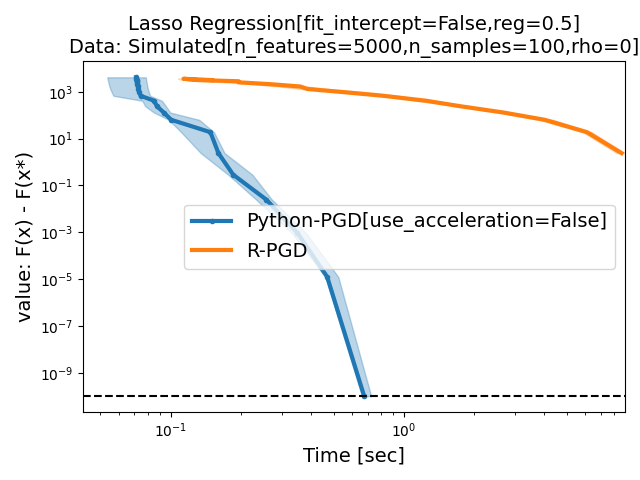 Lasso Regression[fit_intercept=False,reg=0.5]
Data: Simulated[n_features=5000,n_samples=100,rho=0]
value: F(x) - F(x*)
10³
10¹
10⁻¹
10⁻³
10⁻⁵
10⁻⁷
10⁻⁹
Python-PGD[use_acceleration=False]
R-PGD
10⁻¹ 10⁰
Time [sec]